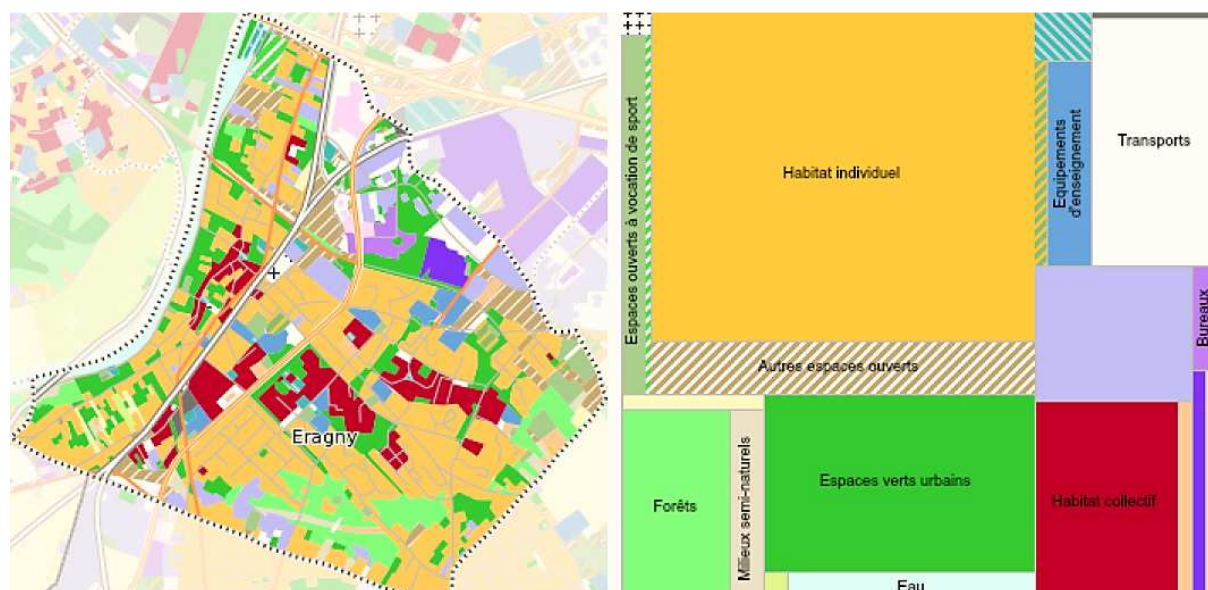 Eragny
Espaces ouverts à vocation de sport
Habitat individuel
Equipements
d'enseignement
Transports
Autres espaces ouverts
Bureaux
Forêts
Milieux semi-naturels
Espaces verts urbains
Habitat collectif
Eau